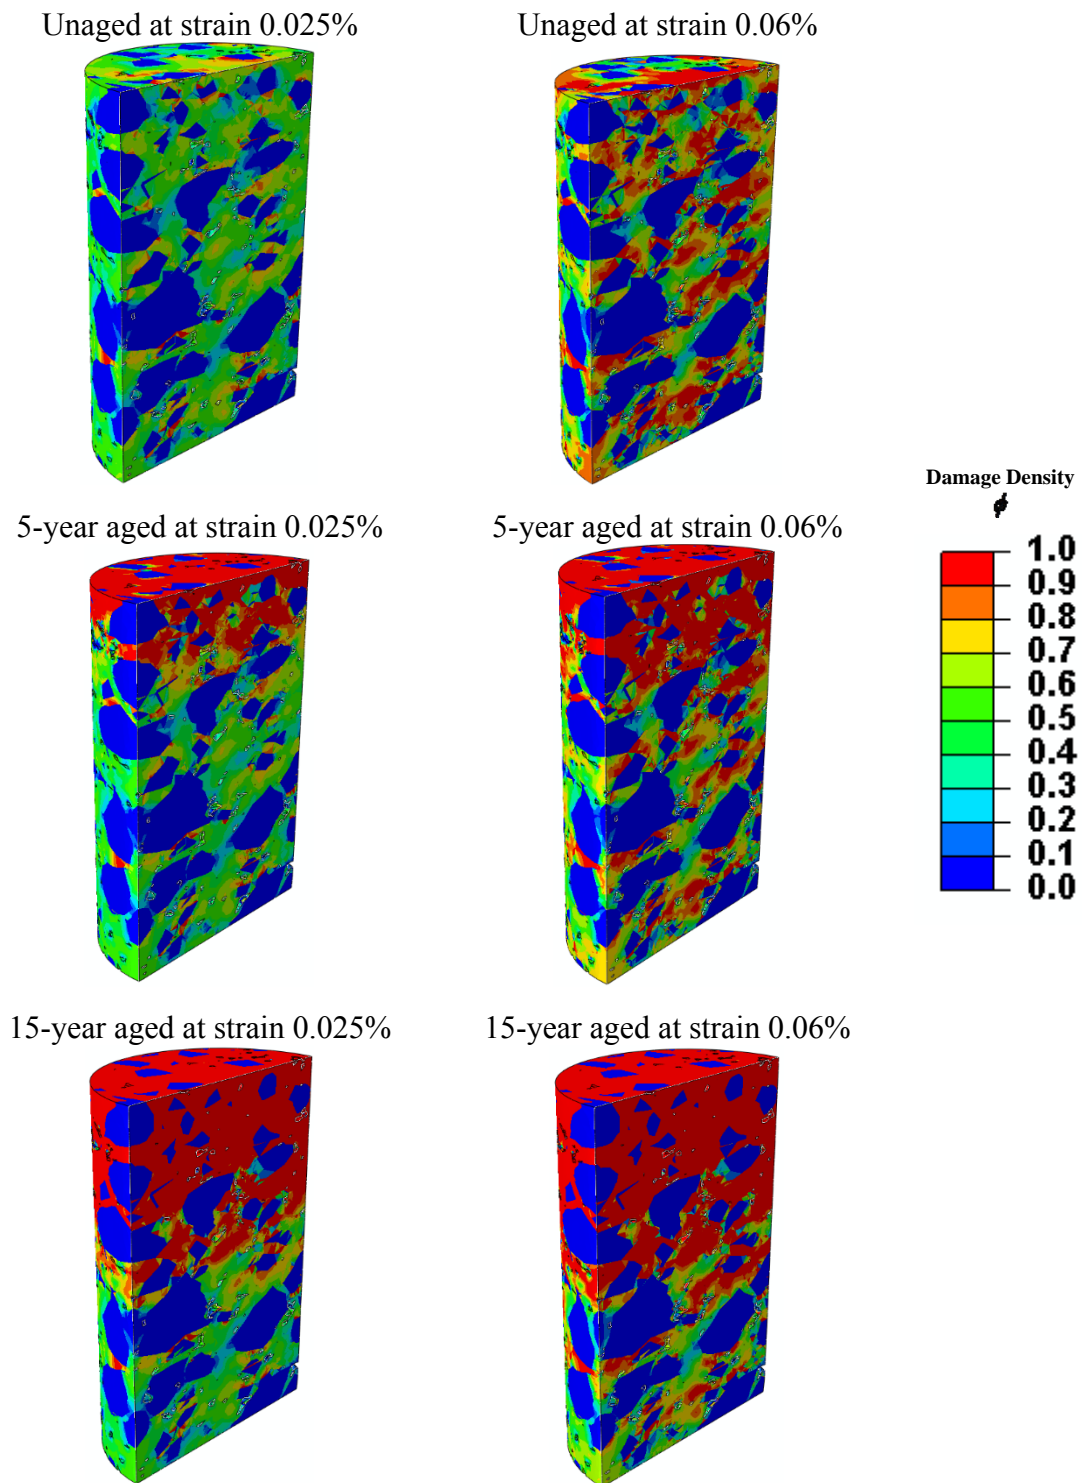 Unaged at strain 0.025%
Unaged at strain 0.06%
Damage Density
ϕ
5-year aged at strain 0.025%
5-year aged at strain 0.06%
1.0
0.9
0.8
0.7
0.6
0.5
0.4
0.3
0.2
0.1
0.0
15-year aged at strain 0.025%
15-year aged at strain 0.06%